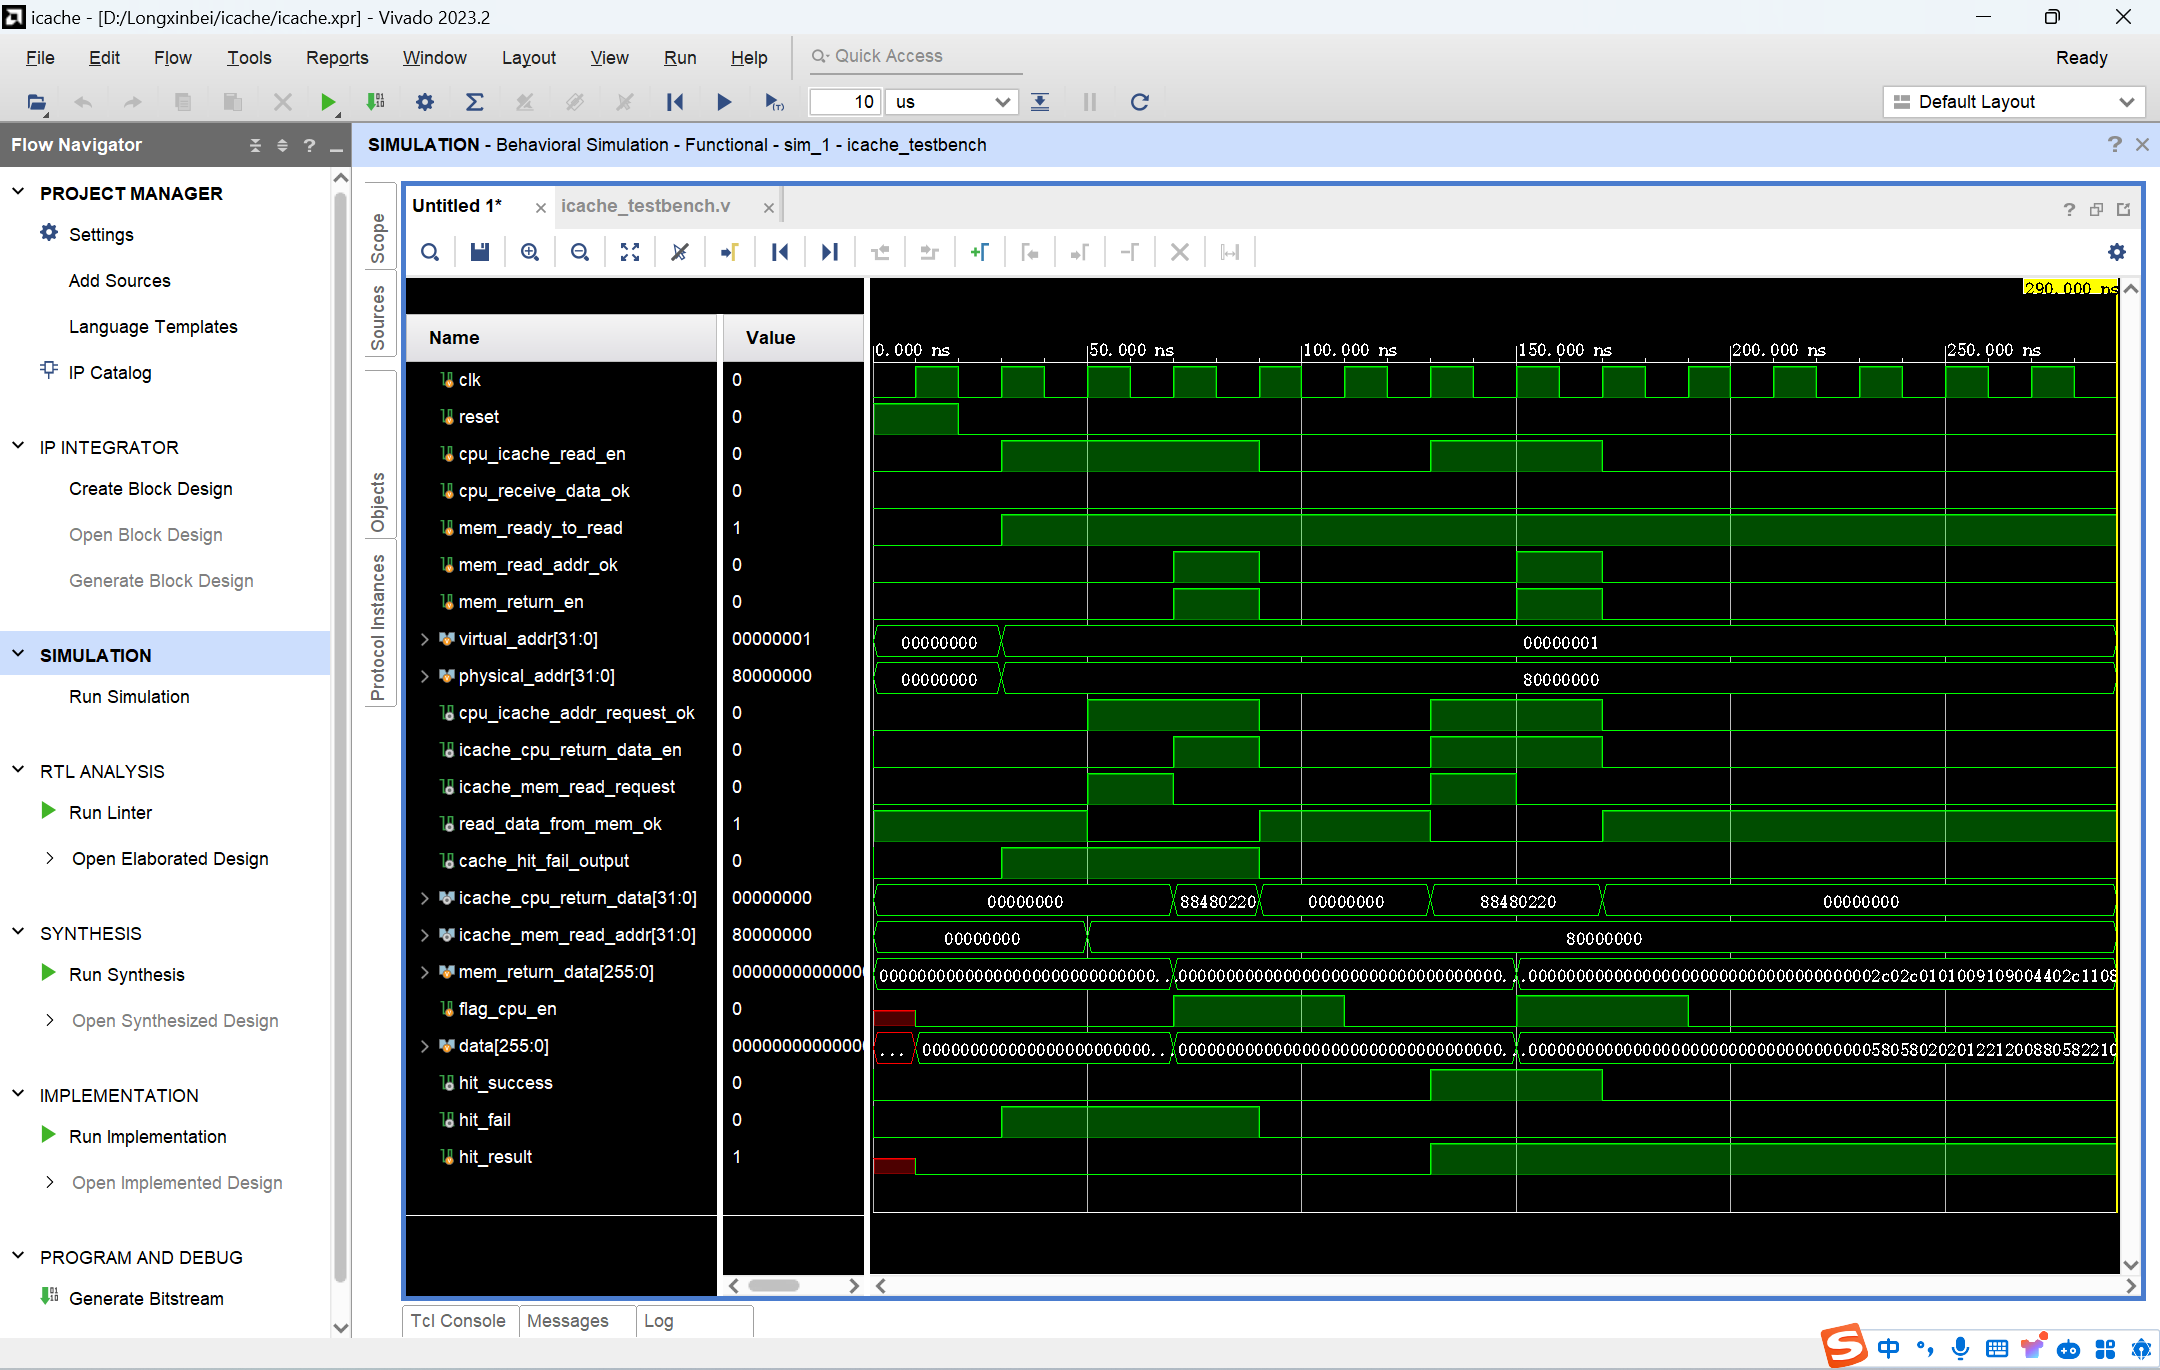 icache - [D:/Longxinbei/icache/icache.xpr] - Vivado 2023.2
File Edit Flow Tools Reports Window Layout View Run Help Quick Access Ready
10 us Default Layout
Flow Navigator
SIMULATION - Behavioral Simulation - Functional - sim_1 - icache_testbench
PROJECT MANAGER
Settings
Add Sources
Language Templates
IP Catalog
IP INTEGRATOR
Create Block Design
Open Block Design
Generate Block Design
SIMULATION
Run Simulation
RTL ANALYSIS
Run Linter
Open Elaborated Design
SYNTHESIS
Run Synthesis
Open Synthesized Design
IMPLEMENTATION
Run Implementation
Open Implemented Design
PROGRAM AND DEBUG
Generate Bitstream
Scope
Sources
Objects
Protocol Instances
Untitled 1* icache_testbench.v
290.000 ns
Name Value
0.000 ns 50.000 ns 100.000 ns 150.000 ns 200.000 ns 250.000 ns
clk 0
reset 0
cpu_icache_read_en 0
cpu_receive_data_ok 0
mem_ready_to_read 1
mem_read_addr_ok 0
mem_return_en 0
virtual_addr[31:0] 00000001 00000000 00000001
physical_addr[31:0] 80000000 00000000 80000000
cpu_icache_addr_request_ok 0
icache_cpu_return_data_en 0
icache_mem_read_request 0
read_data_from_mem_ok 1
cache_hit_fail_output 0
icache_cpu_return_data[31:0] 00000000 00000000 88480220 00000000 88480220 00000000
icache_mem_read_addr[31:0] 80000000 00000000 80000000
mem_return_data[255:0]
flag_cpu_en 0
data[255:0]
hit_success 0
hit_fail 0
hit_result 1
Tcl Console Messages Log
中